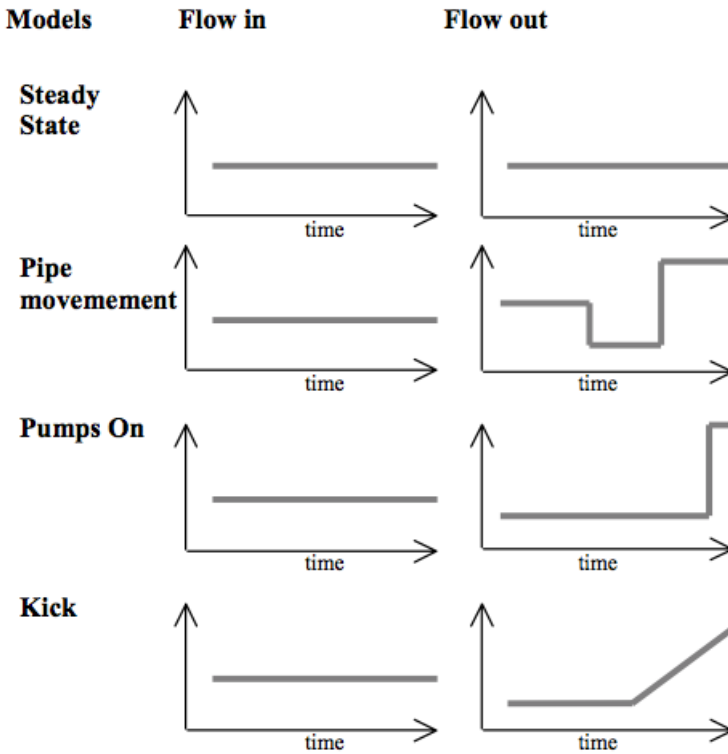 Models Flow in Flow out
Steady
State
time time
Pipe
movemement
time time
Pumps On
time time
Kick
time time